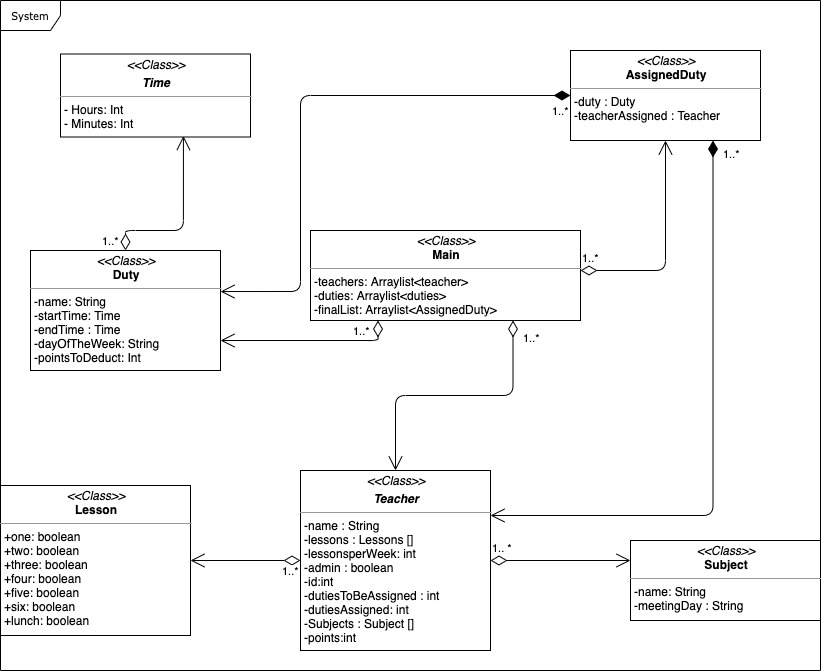 System
<<Class>>
Time
- Hours: Int
- Minutes: Int
<<Class>>
AssignedDuty
-duty : Duty
-teacherAssigned : Teacher
1..*
1..*
1..*
<<Class>>
Duty
-name: String
-startTime: Time
-endTime : Time
-dayOfTheWeek: String
-pointsToDeduct: Int
<<Class>>
Main
-teachers: Arraylist<teacher>
-duties: Arraylist<duties>
-finalList: Arraylist<AssignedDuty>
1..*
1..*
1..*
<<Class>>
Lesson
+one: boolean
+two: boolean
+three: boolean
+four: boolean
+five: boolean
+six: boolean
+lunch: boolean
<<Class>>
Teacher
-name : String
-lessons : Lessons []
-lessonsperWeek: int
-admin : boolean
-id:int
-dutiesToBeAssigned : int
-dutiesAssigned: int
-Subjects : Subject []
-points:int
1..*
1.. *
<<Class>>
Subject
-name: String
-meetingDay : String